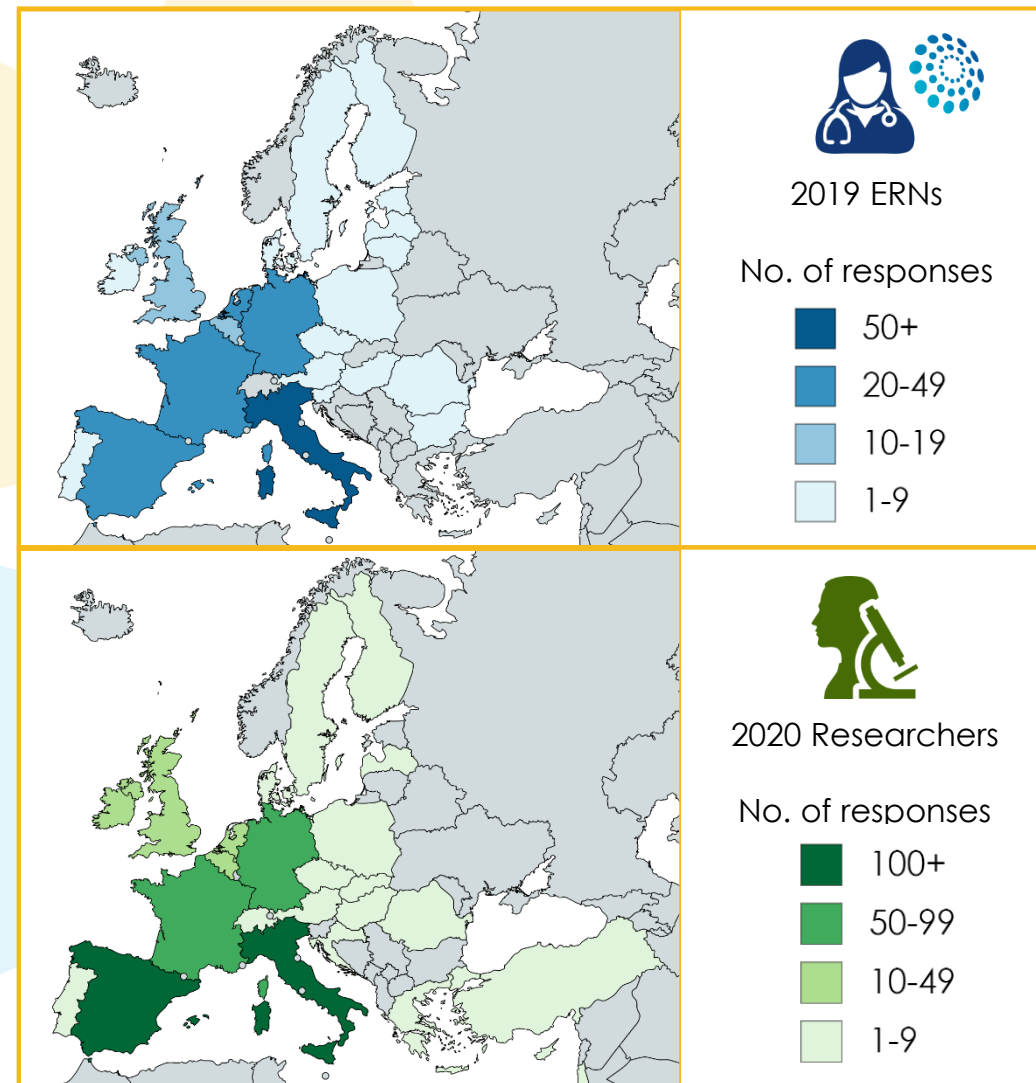 2019 ERNs
No. of responses
50+
20-49
10-19
1-9
2020 Researchers
No. of responses
100+
50-99
10-49
1-9